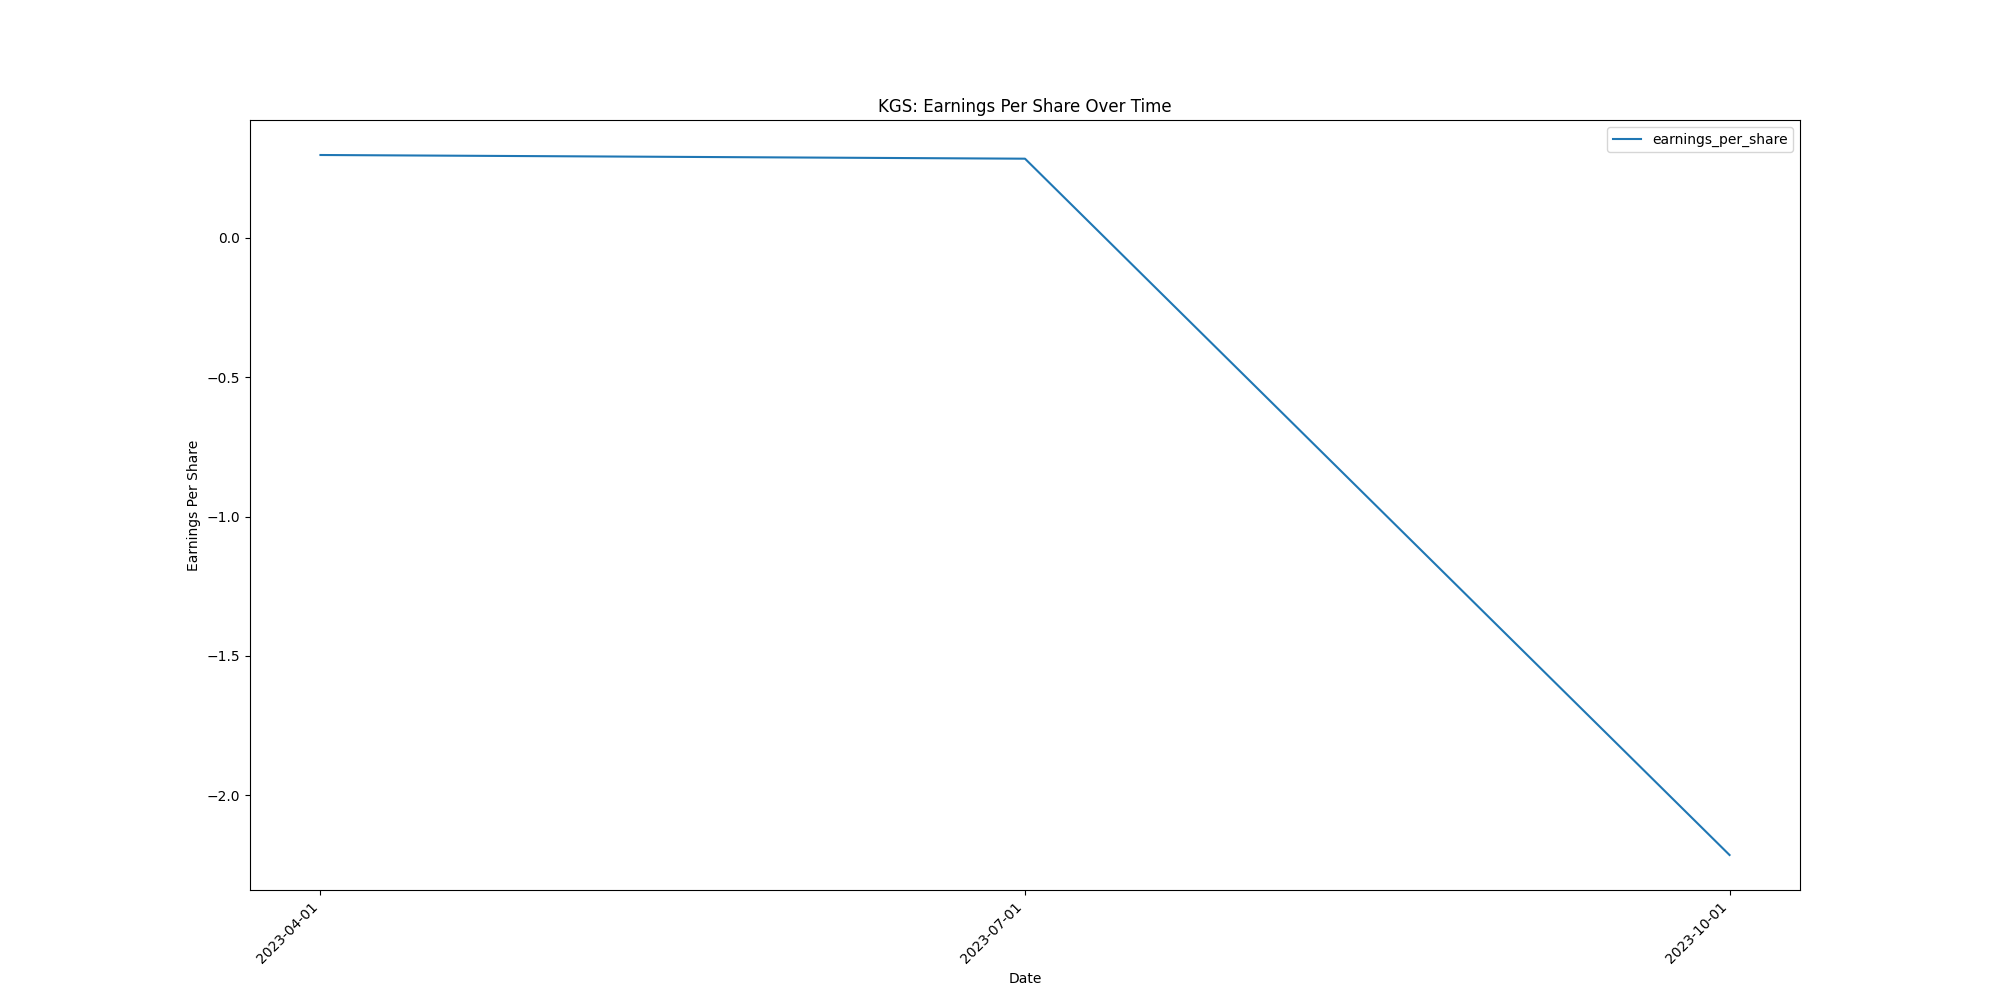 KGS: Earnings Per Share Over Time
earnings_per_share
Earnings Per Share
0.0
−0.5
−1.0
−1.5
−2.0
2023-04-01
2023-07-01
2023-10-01
Date